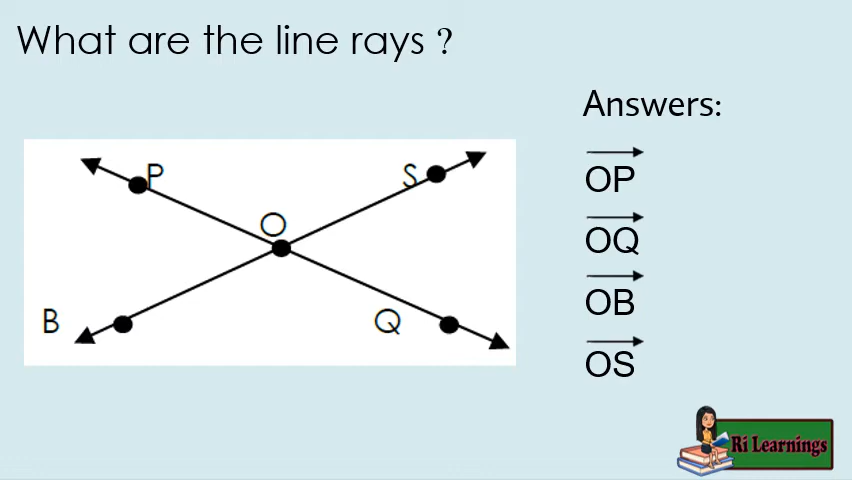 What are the line rays ?
Answers:
P
S
O
B
Q
OP
OQ
OB
OS
Ri Learnings